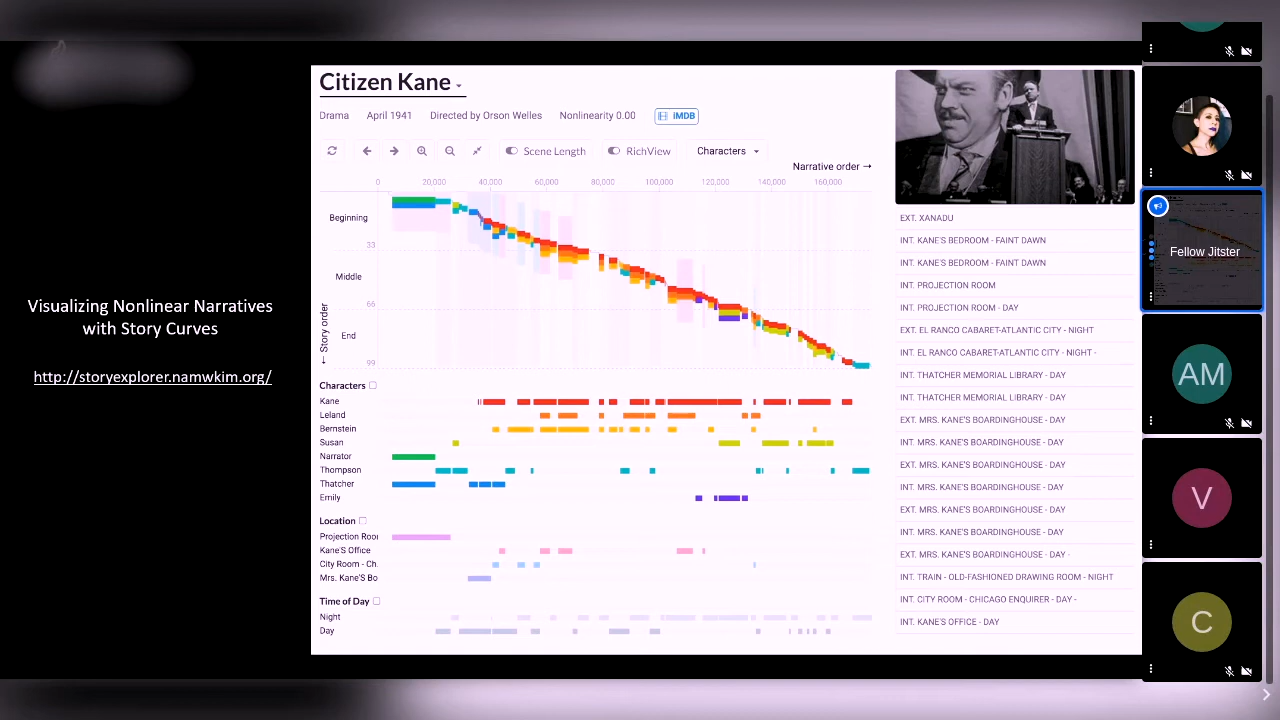 Visualizing Nonlinear Narratives
with Story Curves
http://storyexplorer.namwkim.org/
Citizen Kane
Drama April 1941 Directed by Orson Welles Nonlinearity 0.00 IMDB
Scene Length RichView Characters
Narrative order →
0 20,000 40,000 60,000 80,000 100,000 120,000 140,000 160,000
Beginning
33
Middle
66
End
99
← Story order
Characters
Kane
Leland
Bernstein
Susan
Narrator
Thompson
Thatcher
Emily
Location
Projection Roo
Kane'S Office
City Room - Ch.
Mrs. Kane'S Bo
Time of Day
Night
Day
EXT. XANADU
INT. KANE'S BEDROOM - FAINT DAWN
INT. KANE'S BEDROOM - FAINT DAWN
INT. PROJECTION ROOM
INT. PROJECTION ROOM - DAY
EXT. EL RANCO CABARET-ATLANTIC CITY - NIGHT
INT. EL RANCO CABARET-ATLANTIC CITY - NIGHT -
INT. THATCHER MEMORIAL LIBRARY - DAY
INT. THATCHER MEMORIAL LIBRARY - DAY
EXT. MRS. KANE'S BOARDINGHOUSE - DAY
INT. MRS. KANE'S BOARDINGHOUSE - DAY
EXT. MRS. KANE'S BOARDINGHOUSE - DAY
INT. MRS. KANE'S BOARDINGHOUSE - DAY
EXT. MRS. KANE'S BOARDINGHOUSE - DAY
INT. MRS. KANE'S BOARDINGHOUSE - DAY
EXT. MRS. KANE'S BOARDINGHOUSE - DAY -
INT. TRAIN - OLD-FASHIONED DRAWING ROOM - NIGHT
INT. CITY ROOM - CHICAGO ENQUIRER - DAY -
INT. KANE'S OFFICE - DAY
Fellow Jitster
AM
V
C